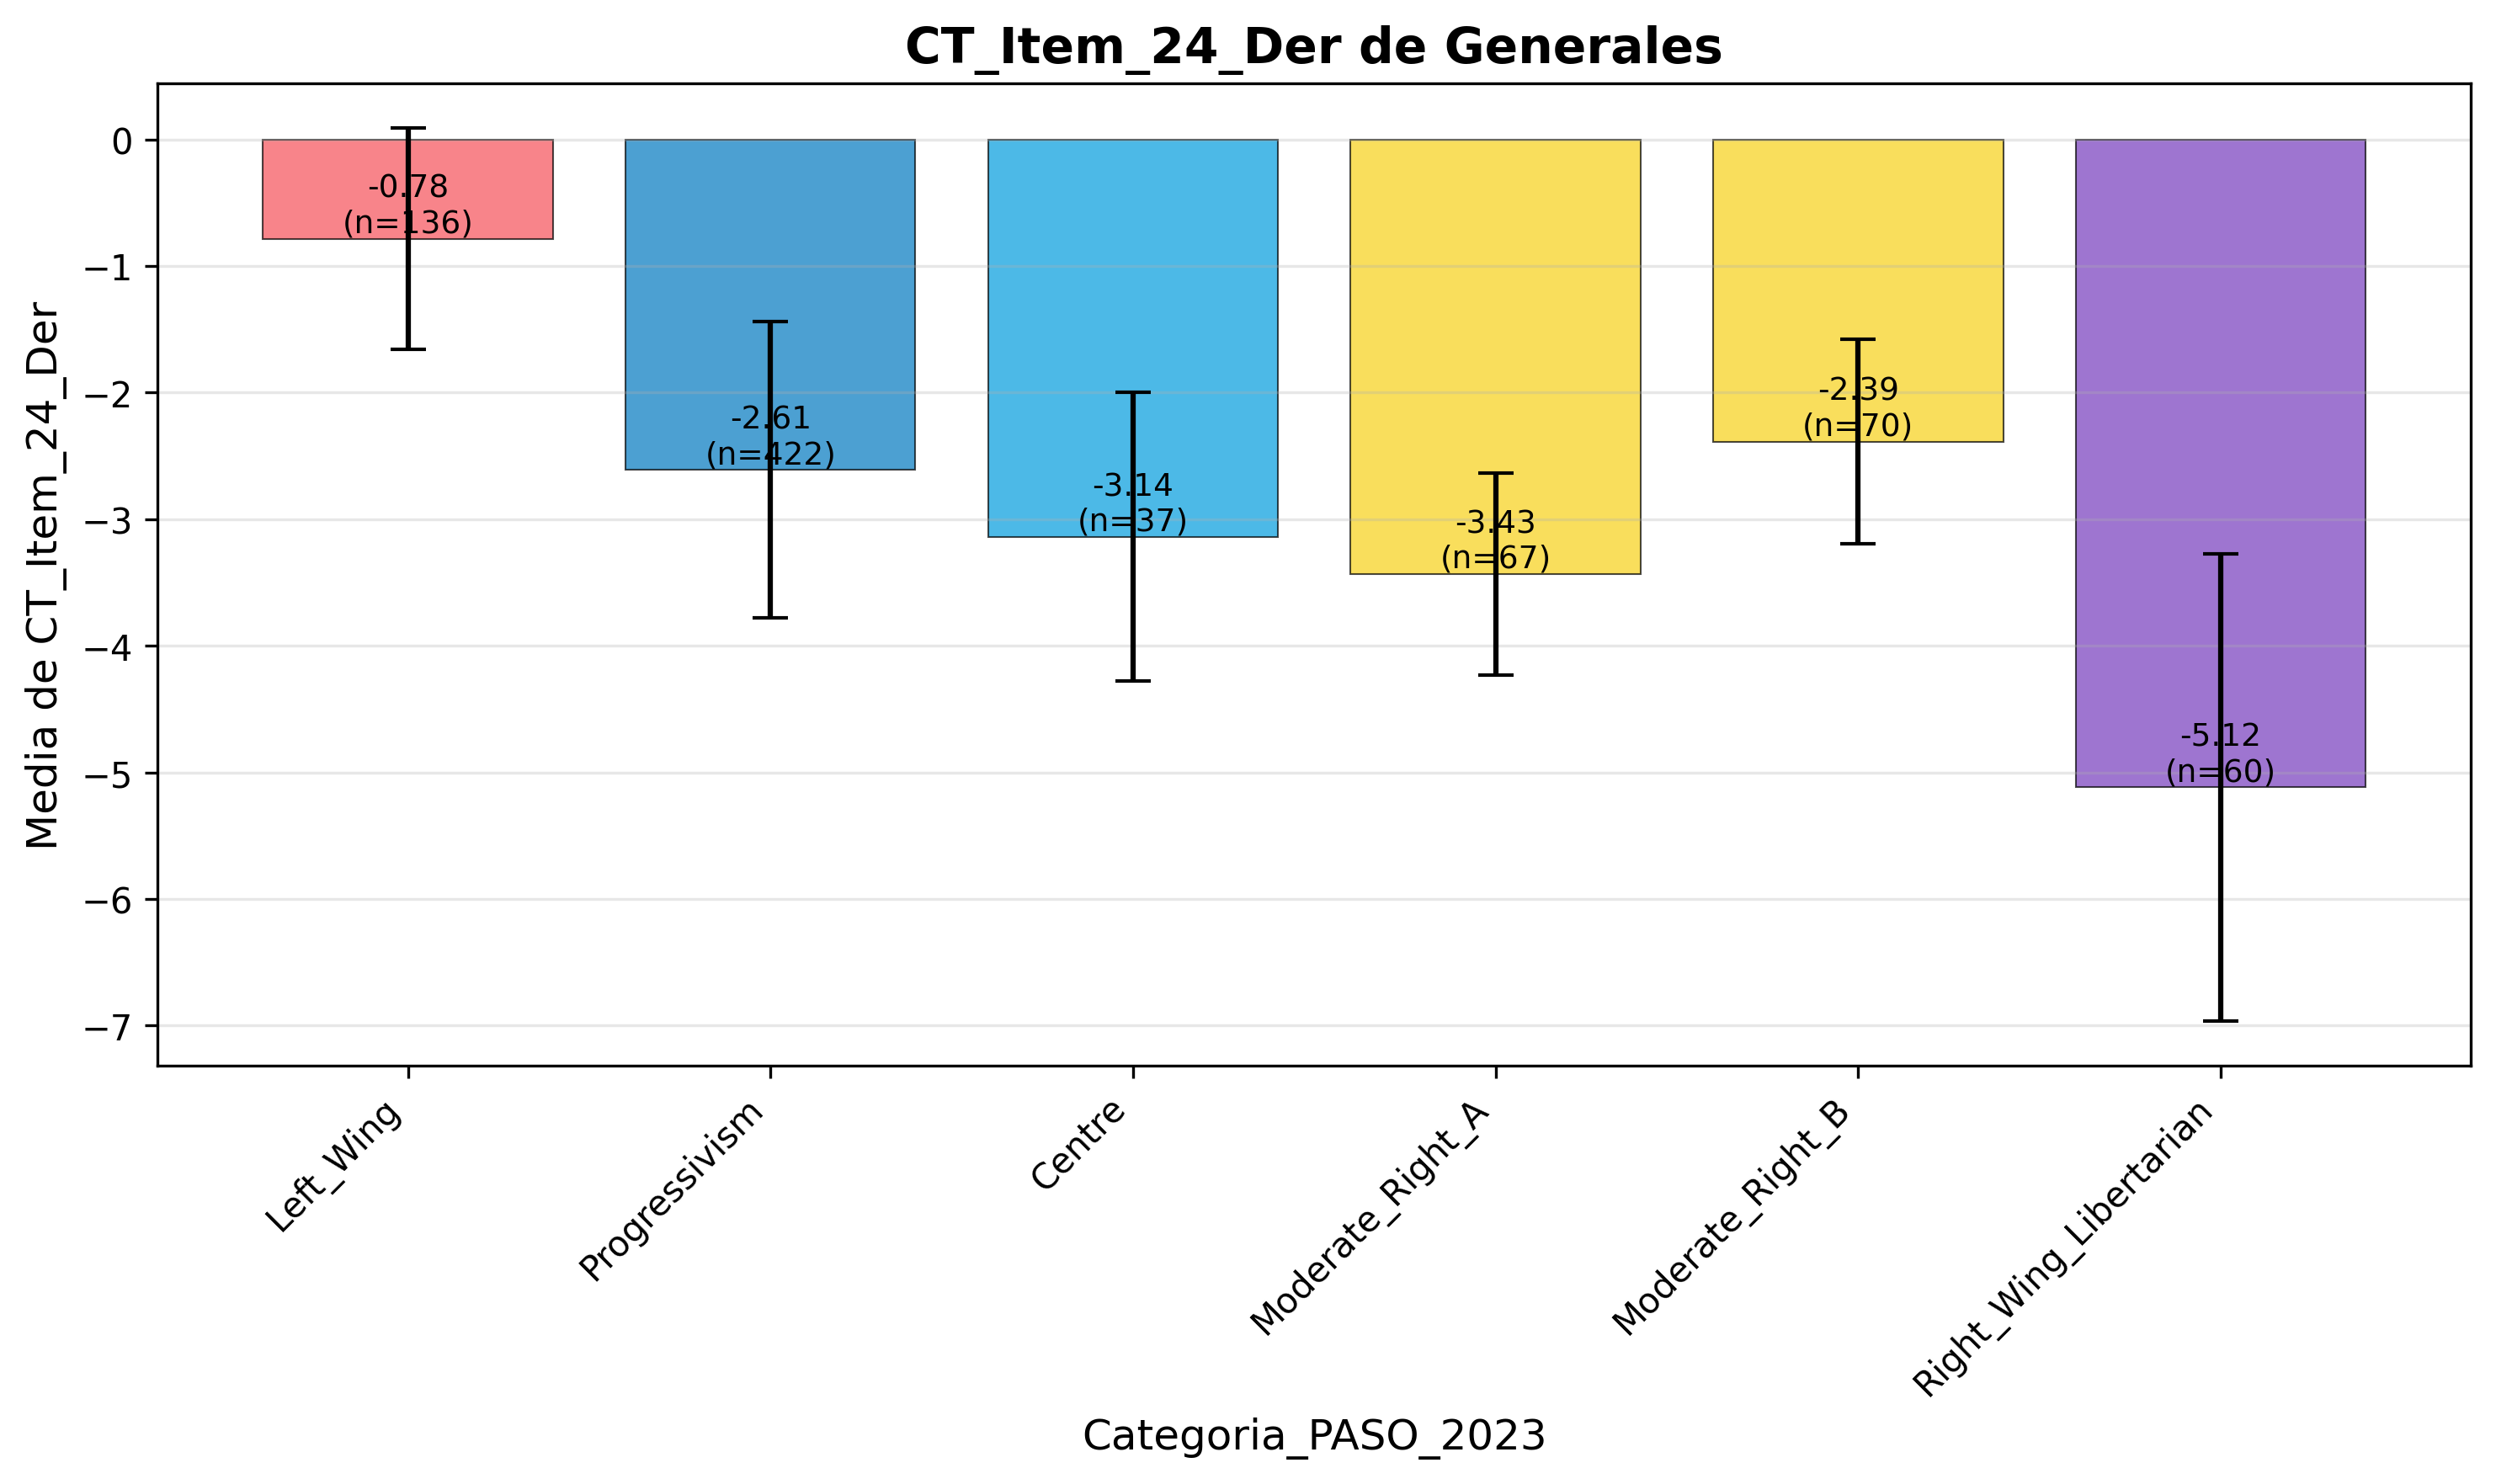 CT_Item_24_Der de Generales
Media de CT_Item_24_Der
0
−1
−2
−3
−4
−5
−6
−7
-0.78
(n=136)
-2.61
(n=422)
-3.14
(n=37)
-3.43
(n=67)
-2.39
(n=70)
-5.12
(n=60)
Left_Wing
Progressivism
Centre
Moderate_Right_A
Moderate_Right_B
Right_Wing_Libertarian
Categoria_PASO_2023